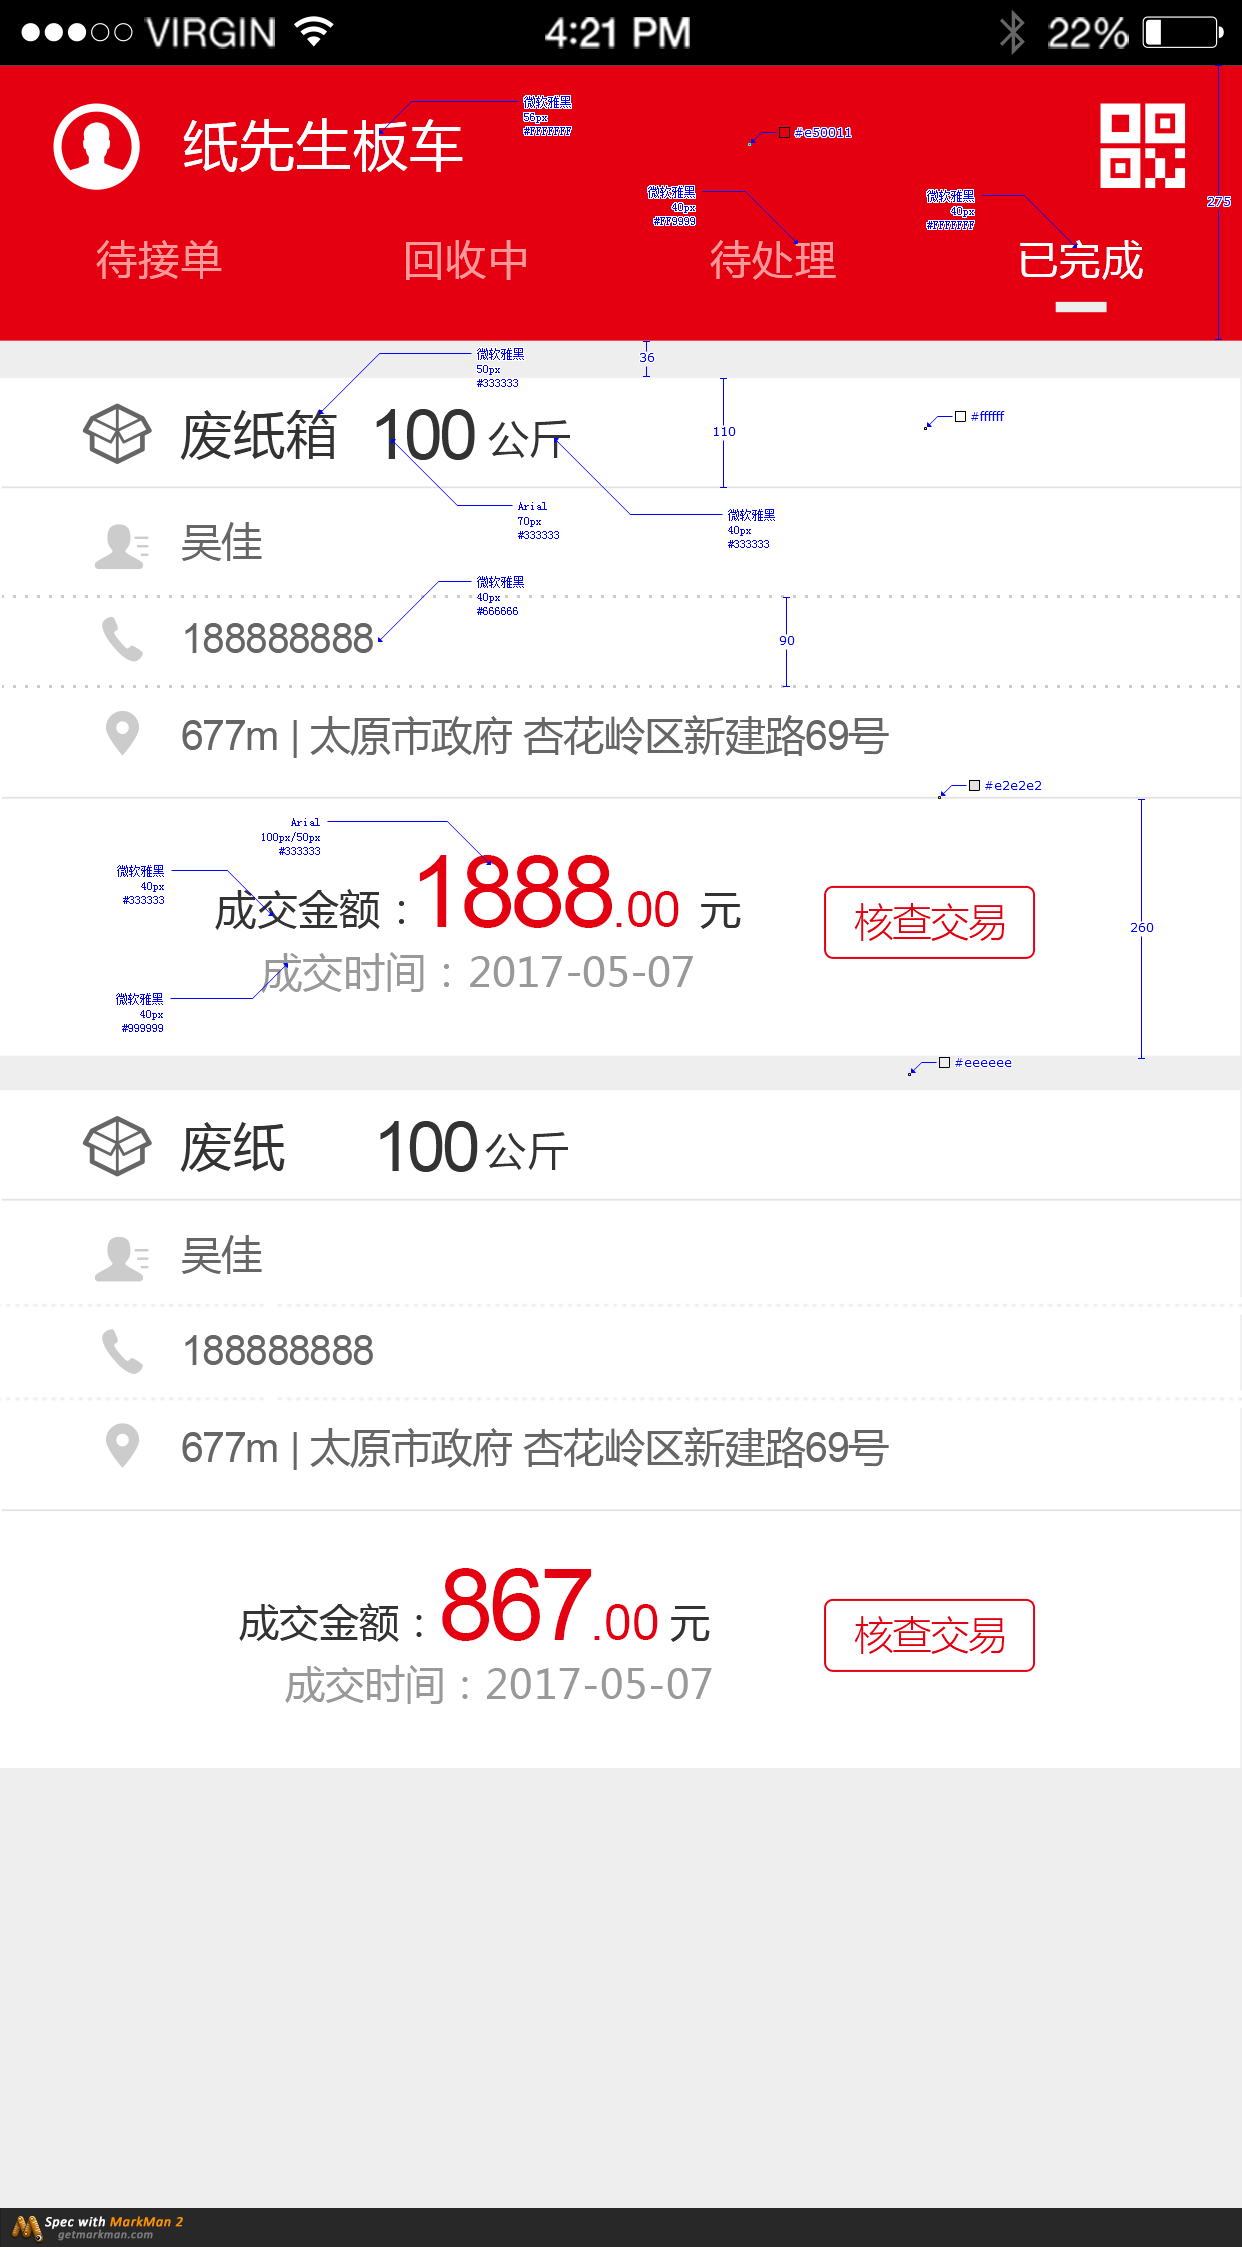 VIRGIN 4:21 PM 22%
纸先生板车
微软雅黑
56px
#FFFFFFF
#e50011
275
微软雅黑
40px
#FF9999
微软雅黑
40px
#FFFFFFF
待接单 回收中 待处理 已完成
36
微软雅黑
50px
#333333
废纸箱 100 公斤
110
#ffffff
Arial
70px
#333333
微软雅黑
40px
#333333
吴佳
微软雅黑
40px
#666666
188888888
90
677m | 太原市政府 杏花岭区新建路69号
#e2e2e2
Arial
100px/50px
#333333
微软雅黑
40px
#333333
成交金额：1888.00 元
核查交易
260
成交时间：2017-05-07
微软雅黑
40px
#999999
#eeeeee
废纸 100 公斤
吴佳
188888888
677m | 太原市政府 杏花岭区新建路69号
成交金额：867.00 元
核查交易
成交时间：2017-05-07
Spec with MarkMan 2
getmarkman.com